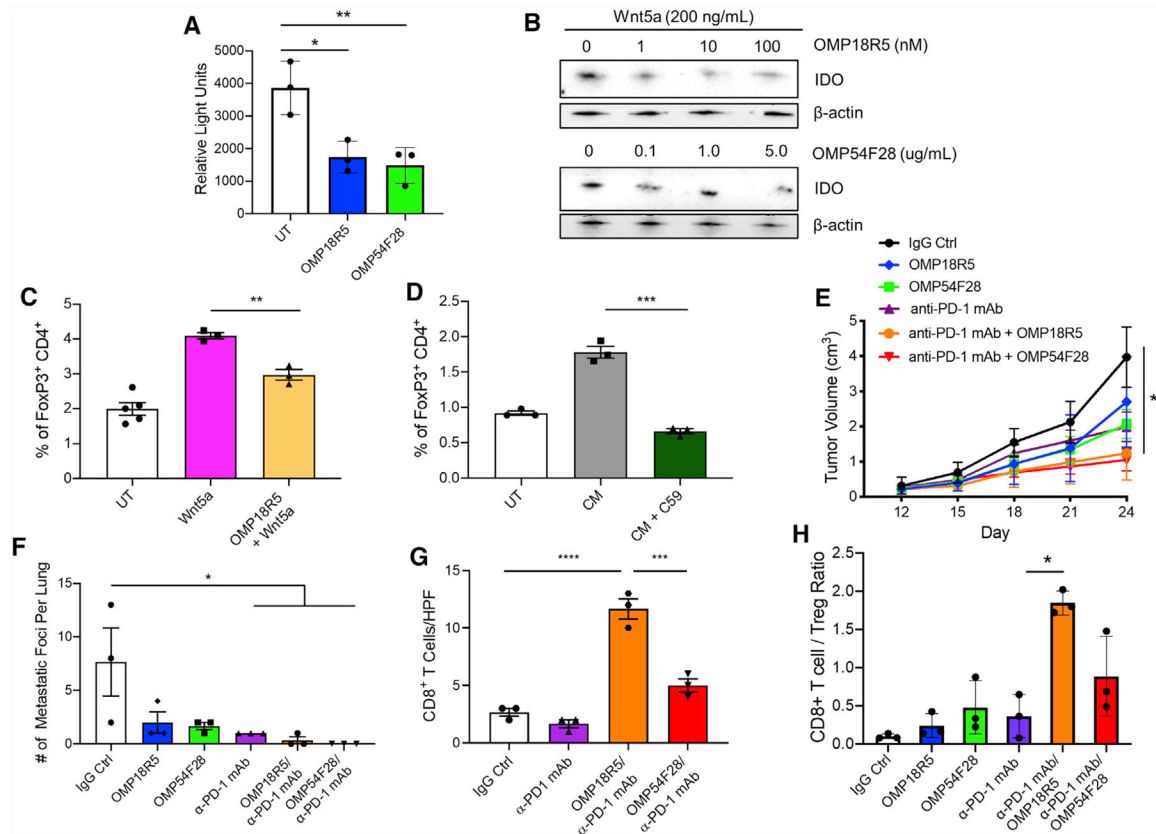 A
**
*
5000
4000
3000
2000
1000
0
Relative Light Units
UT
OMP18R5
OMP54F28
B
Wnt5a (200 ng/mL)
0 1 10 100 OMP18R5 (nM)
IDO
β-actin
0 0.1 1.0 5.0 OMP54F28 (ug/mL)
IDO
β-actin
C
**
5
4
3
2
1
0
% of FoxP3+ CD4+
UT
Wnt5a
OMP18R5
+ Wnt5a
D
***
2.5
2.0
1.5
1.0
0.5
0.0
% of FoxP3+ CD4+
UT
CM
CM + C59
E
IgG Ctrl
OMP18R5
OMP54F28
anti-PD-1 mAb
anti-PD-1 mAb + OMP18R5
anti-PD-1 mAb + OMP54F28
5
4
3
2
1
0
Tumor Volume (cm3)
*
12 15 18 21 24
Day
F
*
15
10
5
0
# of Metastatic Foci Per Lung
IgG Ctrl
OMP18R5
OMP54F28
α-PD-1 mAb
OMP18R5/
α-PD-1 mAb
OMP54F28/
α-PD-1 mAb
G
**** ***
15
10
5
0
CD8+ T Cells/HPF
IgG Ctrl
α-PD1 mAb
OMP18R5/
α-PD-1 mAb
OMP54F28/
α-PD-1 mAb
H
*
2.5
2.0
1.5
1.0
0.5
0.0
CD8+ T cell / Treg Ratio
IgG Ctrl
OMP18R5
OMP54F28
α-PD-1 mAb
α-PD-1 mAb/
OMP18R5
α-PD-1 mAb/
OMP54F28